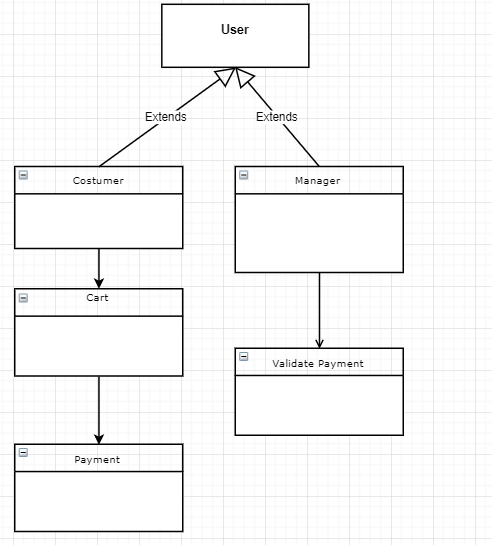 User
Extends
Extends
Costumer
Manager
Cart
Validate Payment
Payment